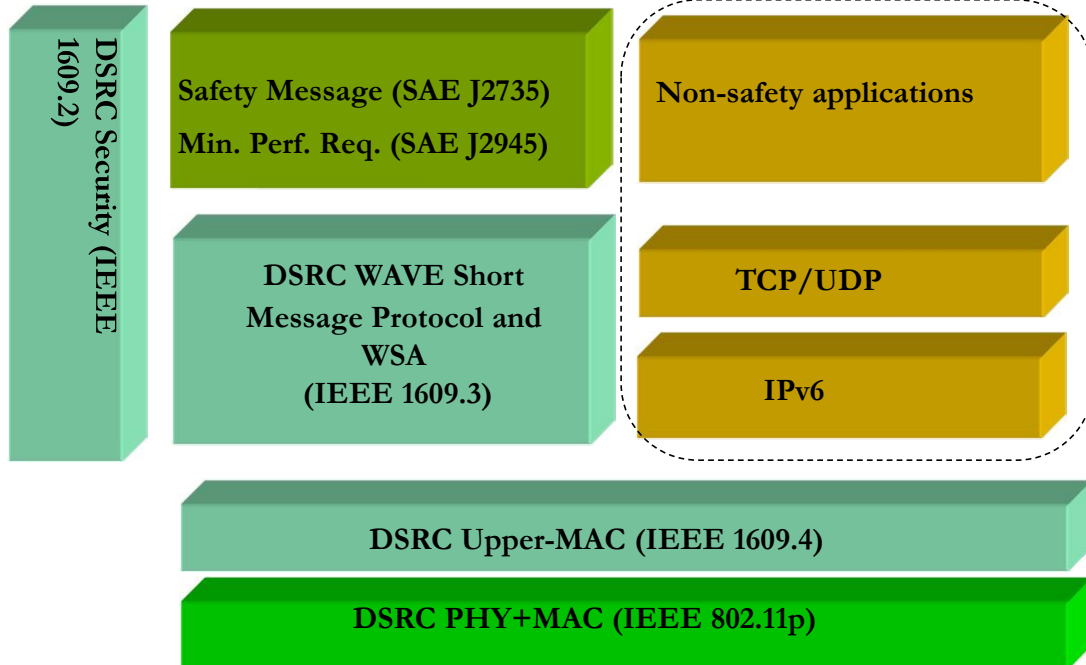 DSRC Security (IEEE
1609.2)
Safety Message (SAE J2735)
Min. Perf. Req. (SAE J2945)
Non-safety applications
DSRC WAVE Short
Message Protocol and
WSA
(IEEE 1609.3)
TCP/UDP
IPv6
DSRC Upper-MAC (IEEE 1609.4)
DSRC PHY+MAC (IEEE 802.11p)